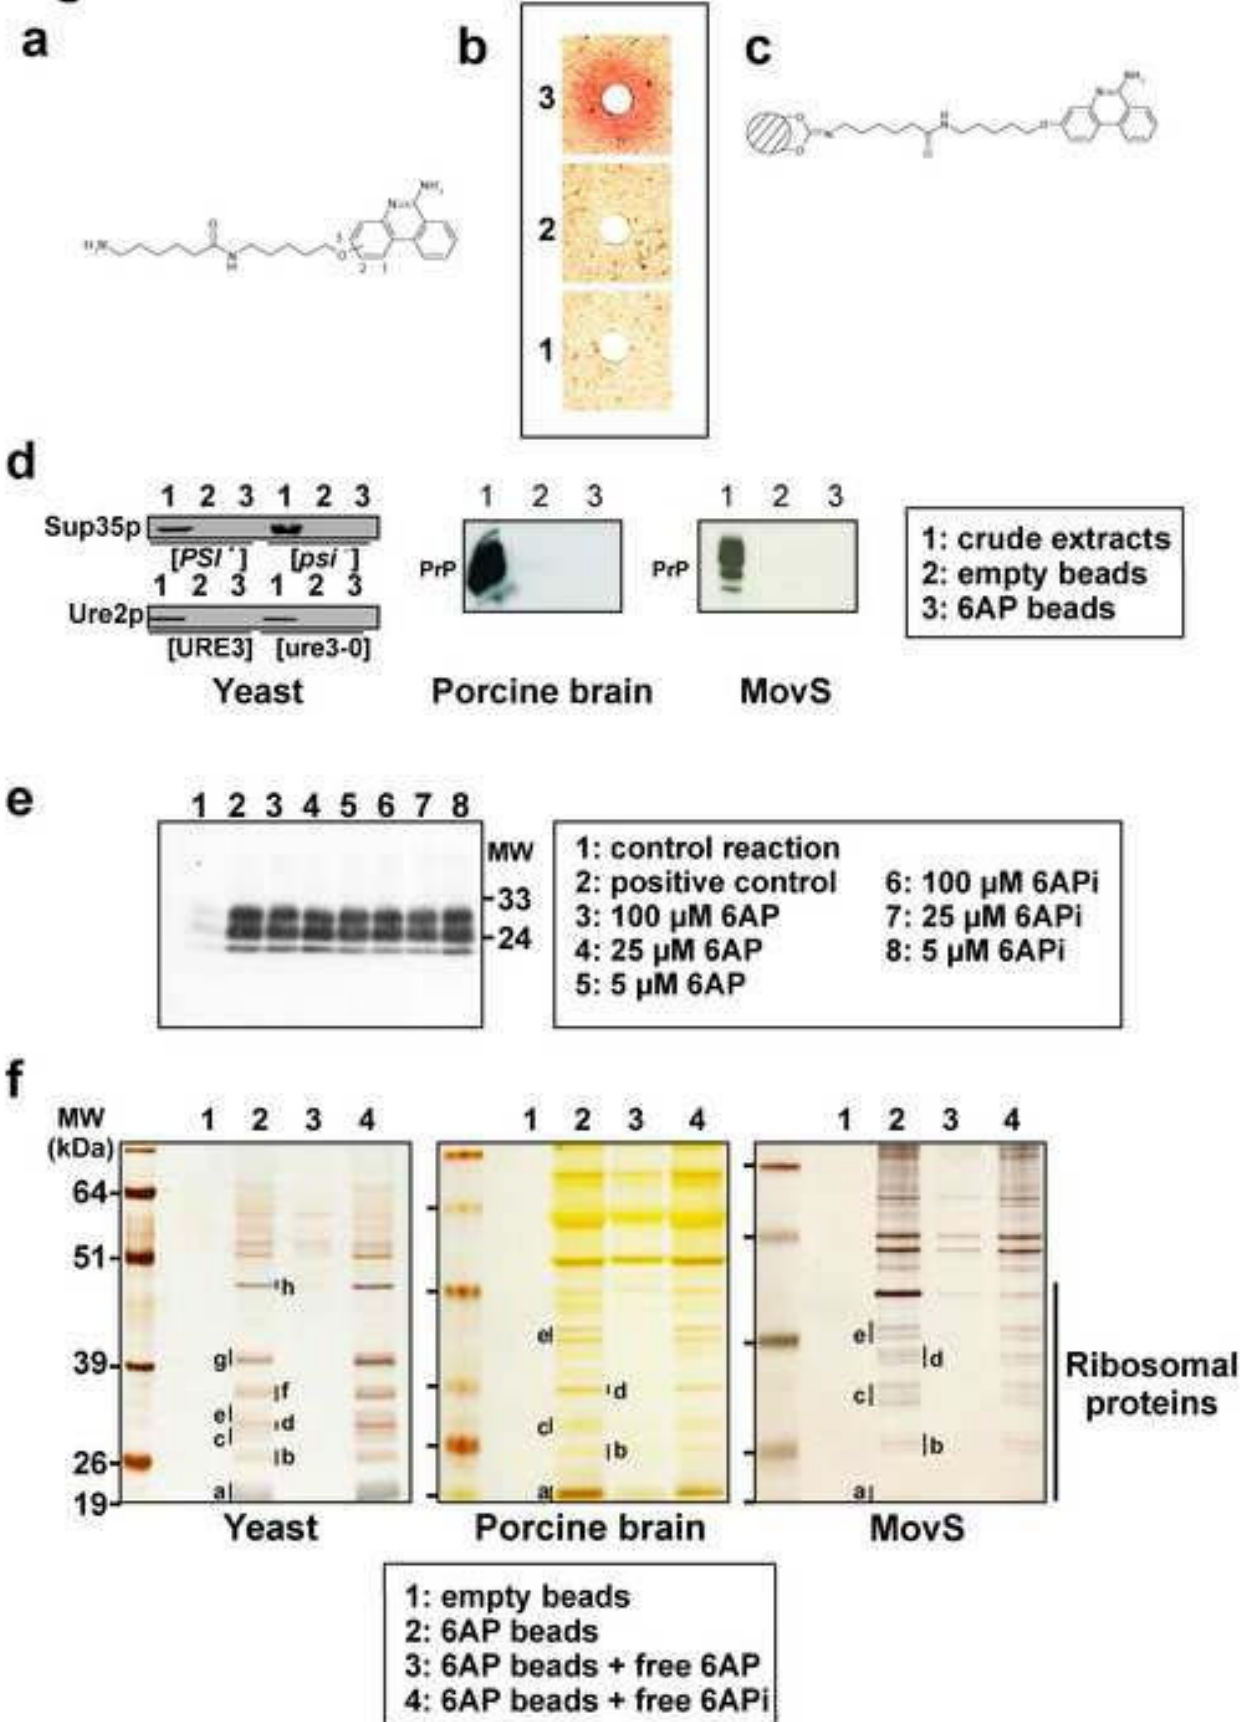 a
b
c
3
2
1
H₂N
O
N
H
3
O
2 1
N
NH₂
O
O
N
O
H
N
O
N
NH₂
d
1 2 3 1 2 3
Sup35p
[PSI⁺] [psi⁻]
1 2 3 1 2 3
Ure2p
[URE3] [ure3-0]
Yeast
1 2 3
PrP
Porcine brain
1 2 3
PrP
MovS
1: crude extracts
2: empty beads
3: 6AP beads
e
1 2 3 4 5 6 7 8
MW
33
24
1: control reaction
2: positive control
3: 100 µM 6AP
4: 25 µM 6AP
5: 5 µM 6AP
6: 100 µM 6APi
7: 25 µM 6APi
8: 5 µM 6APi
f
MW
(kDa)
64
51
39
26
19
1 2 3 4
h
g
f
e
d
c
b
a
Yeast
1 2 3 4
e
d
c
b
a
Porcine brain
1 2 3 4
e
d
c
b
a
MovS
Ribosomal
proteins
1: empty beads
2: 6AP beads
3: 6AP beads + free 6AP
4: 6AP beads + free 6APi